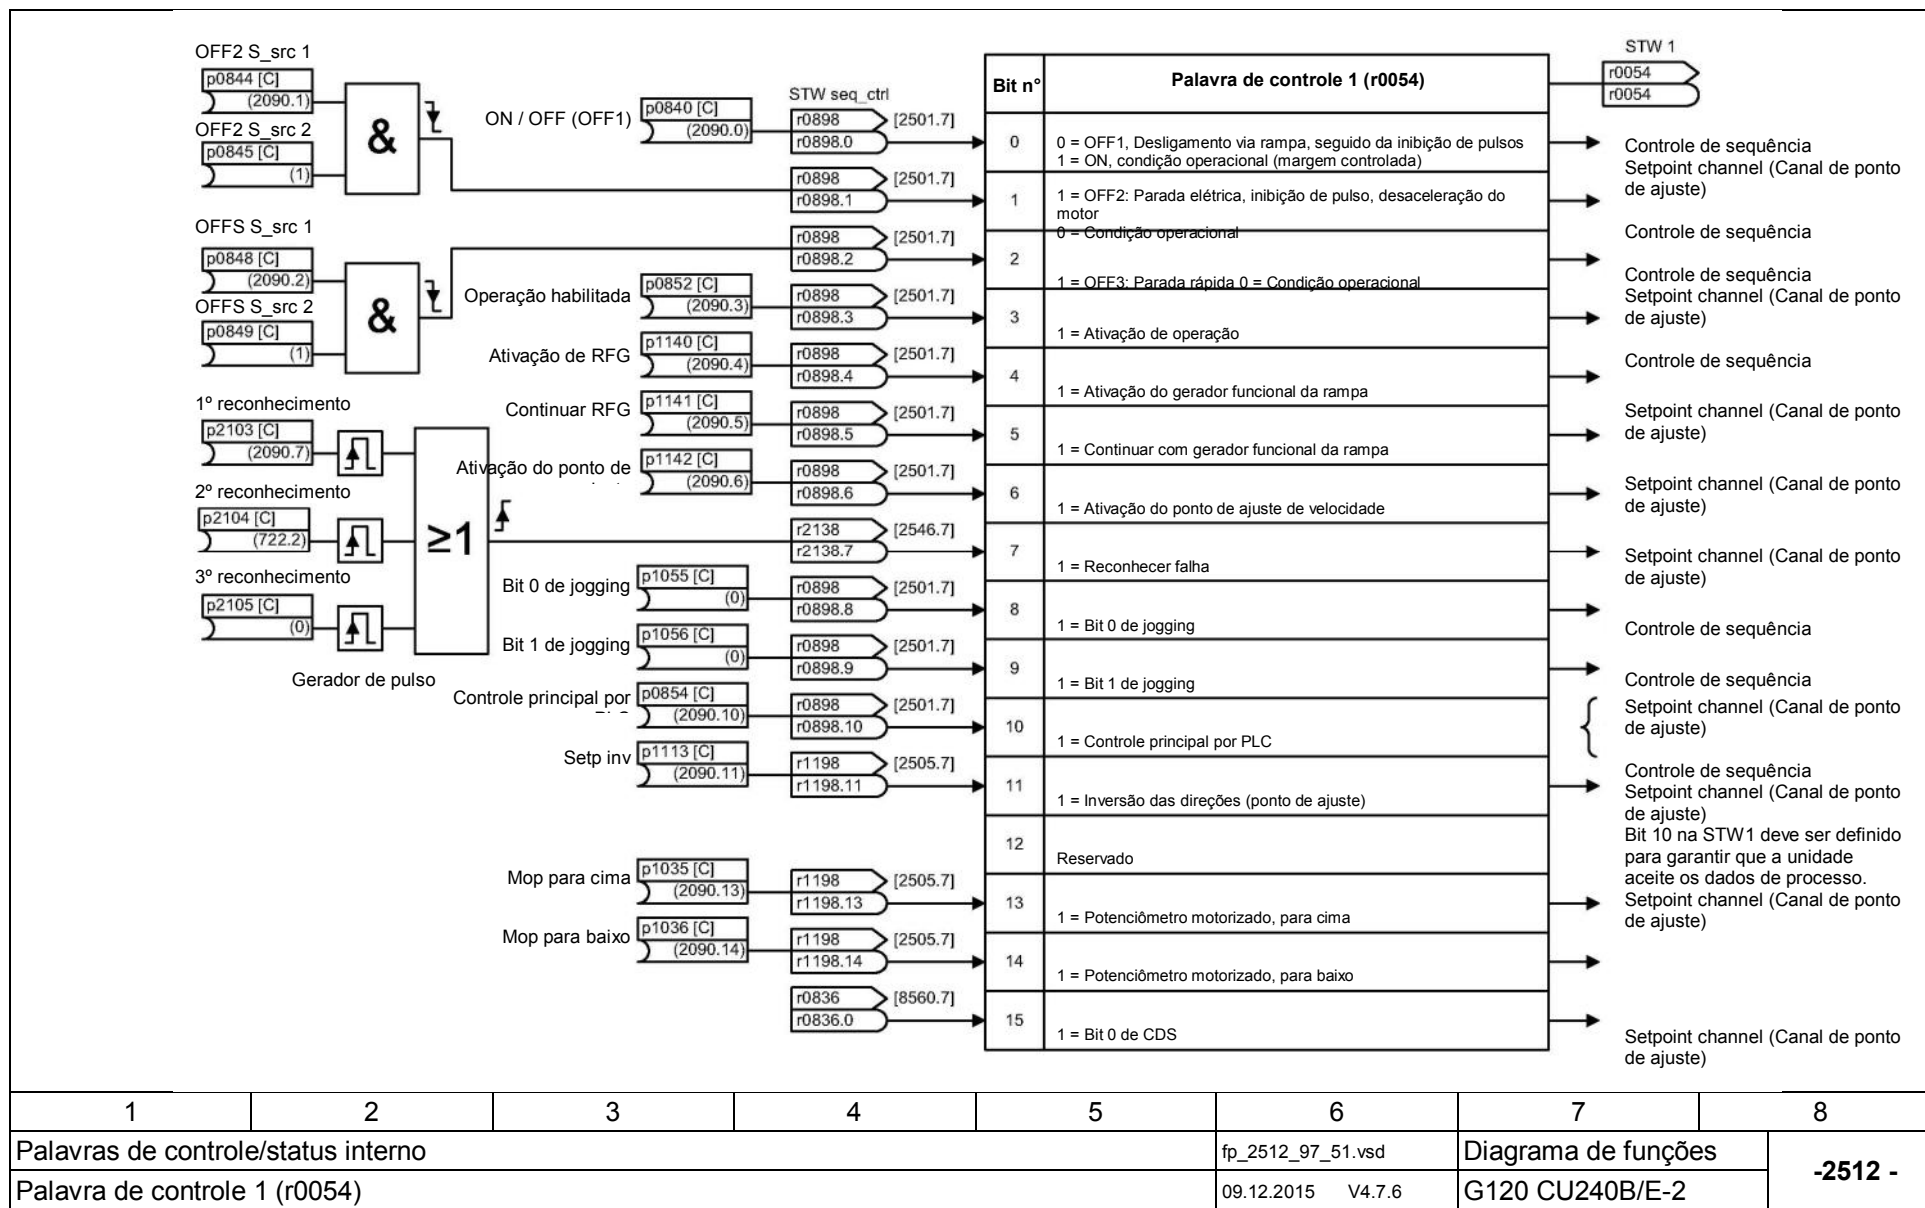 OFF2 S_src 1
p0844 [C]
(2090.1)
OFF2 S_src 2
p0845 [C]
(1)
&
OFFS S_src 1
p0848 [C]
(2090.2)
OFFS S_src 2
p0849 [C]
(1)
&
1º reconhecimento
p2103 [C]
(2090.7)
2º reconhecimento
p2104 [C]
(722.2)
3º reconhecimento
p2105 [C]
(0)
≥1
Gerador de pulso
ON / OFF (OFF1)
p0840 [C]
(2090.0)
Operação habilitada
p0852 [C]
(2090.3)
Ativação de RFG
p1140 [C]
(2090.4)
Continuar RFG
p1141 [C]
(2090.5)
Ativação do ponto de
p1142 [C]
(2090.6)
Bit 0 de jogging
p1055 [C]
(0)
Bit 1 de jogging
p1056 [C]
(0)
Controle principal por
p0854 [C]
(2090.10)
Setp inv
p1113 [C]
(2090.11)
Mop para cima
p1035 [C]
(2090.13)
Mop para baixo
p1036 [C]
(2090.14)
STW seq_ctrl
r0898 [2501.7]
r0898.0
r0898 [2501.7]
r0898.1
r0898 [2501.7]
r0898.2
r0898 [2501.7]
r0898.3
r0898 [2501.7]
r0898.4
r0898 [2501.7]
r0898.5
r0898 [2501.7]
r0898.6
r2138 [2546.7]
r2138.7
r0898 [2501.7]
r0898.8
r0898 [2501.7]
r0898.9
r0898 [2501.7]
r0898.10
r1198 [2505.7]
r1198.11
r1198 [2505.7]
r1198.13
r1198 [2505.7]
r1198.14
r0836 [8560.7]
r0836.0
Bit n° Palavra de controle 1 (r0054)
0 0 = OFF1, Desligamento via rampa, seguido da inibição de pulsos
1 = ON, condição operacional (margem controlada)
1 1 = OFF2: Parada elétrica, inibição de pulso, desaceleração do
motor
0 = Condição operacional
2 1 = OFF3: Parada rápida 0 = Condição operacional
3 1 = Ativação de operação
4 1 = Ativação do gerador funcional da rampa
5 1 = Continuar com gerador funcional da rampa
6 1 = Ativação do ponto de ajuste de velocidade
7 1 = Reconhecer falha
8 1 = Bit 0 de jogging
9 1 = Bit 1 de jogging
10 1 = Controle principal por PLC
11 1 = Inversão das direções (ponto de ajuste)
12 Reservado
13 1 = Potenciômetro motorizado, para cima
14 1 = Potenciômetro motorizado, para baixo
15 1 = Bit 0 de CDS
STW 1
r0054
r0054
Controle de sequência
Setpoint channel (Canal de ponto
de ajuste)
Controle de sequência
Controle de sequência
Setpoint channel (Canal de ponto
de ajuste)
Controle de sequência
Setpoint channel (Canal de ponto
de ajuste)
Setpoint channel (Canal de ponto
de ajuste)
Setpoint channel (Canal de ponto
de ajuste)
Controle de sequência
Controle de sequência
Setpoint channel (Canal de ponto
de ajuste)
Controle de sequência
Setpoint channel (Canal de ponto
de ajuste)
Bit 10 na STW1 deve ser definido
para garantir que a unidade
aceite os dados de processo.
Setpoint channel (Canal de ponto
de ajuste)
Setpoint channel (Canal de ponto
de ajuste)
1 2 3 4 5 6 7 8
Palavras de controle/status interno fp_2512_97_51.vsd Diagrama de funções
-2512 -
Palavra de controle 1 (r0054) 09.12.2015 V4.7.6 G120 CU240B/E-2